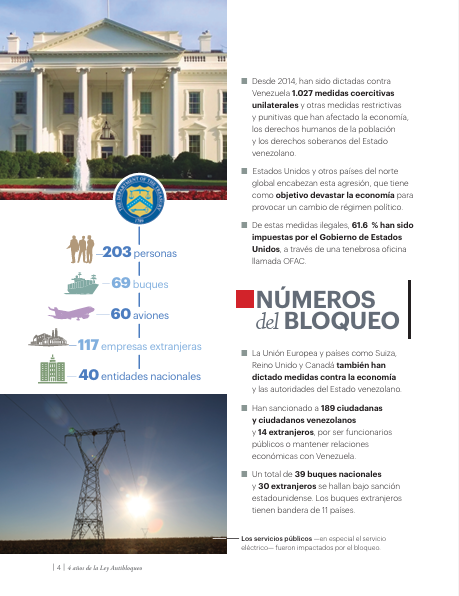 Desde 2014, han sido dictadas contra
Venezuela 1.027 medidas coercitivas
unilaterales y otras medidas restrictivas
y punitivas que han afectado la economía,
los derechos humanos de la población
y los derechos soberanos del Estado
venezolano.
Estados Unidos y otros países del norte
global encabezan esta agresión, que tiene
como objetivo devastar la economía para
provocar un cambio de régimen político.
De estas medidas ilegales, 61.6 % han sido
impuestas por el Gobierno de Estados
Unidos, a través de una tenebrosa oficina
llamada OFAC.
203 personas
69 buques
60 aviones
117 empresas extranjeras
40 entidades nacionales
NÚMEROS
del BLOQUEO
La Unión Europea y países como Suiza,
Reino Unido y Canadá también han
dictado medidas contra la economía
y las autoridades del Estado venezolano.
Han sancionado a 189 ciudadanas
y ciudadanos venezolanos
y 14 extranjeros, por ser funcionarios
públicos o mantener relaciones
económicas con Venezuela.
Un total de 39 buques nacionales
y 30 extranjeros se hallan bajo sanción
estadounidense. Los buques extranjeros
tienen bandera de 11 países.
Los servicios públicos —en especial el servicio
eléctrico— fueron impactados por el bloqueo.
| 4 | 4 años de la Ley Antibloqueo